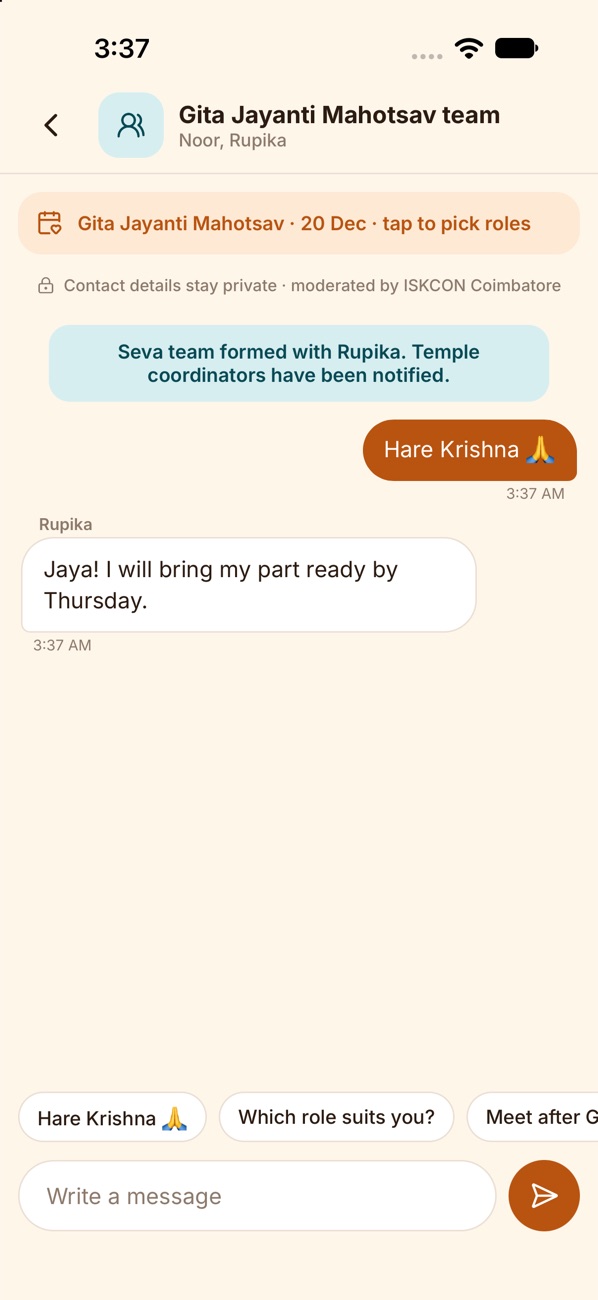 3:37
Gita Jayanti Mahotsav team
Noor, Rupika
Gita Jayanti Mahotsav · 20 Dec · tap to pick roles
Contact details stay private · moderated by ISKCON Coimbatore
Seva team formed with Rupika. Temple
coordinators have been notified.
Hare Krishna 🙏
3:37 AM
Rupika
Jaya! I will bring my part ready by
Thursday.
3:37 AM
Hare Krishna 🙏
Which role suits you?
Meet after G
Write a message